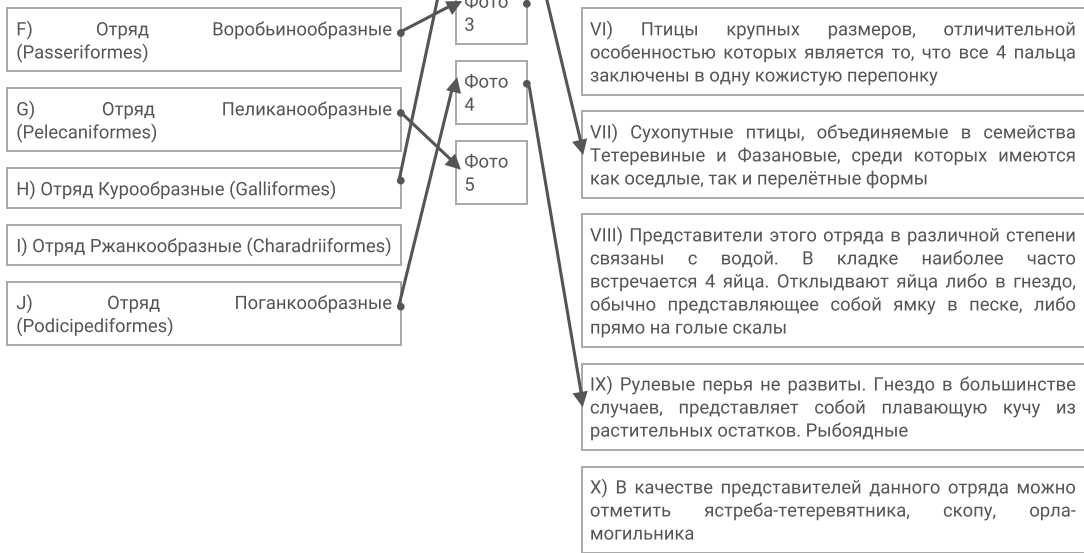 F) Отряд Воробьинообразные
(Passeriformes)
G) Отряд Пеликанообразные
(Pelecaniformes)
H) Отряд Курообразные (Galliformes)
I) Отряд Ржанкообразные (Charadriiformes)
J) Отряд Поганкообразные
(Podicipediformes)
Фото
3
Фото
4
Фото
5
VI) Птицы крупных размеров, отличительной
особенностью которых является то, что все 4 пальца
заключены в одну кожистую перепонку
VII) Сухопутные птицы, объединяемые в семейства
Тетеревиные и Фазановые, среди которых имеются
как оседлые, так и перелётные формы
VIII) Представители этого отряда в различной степени
связаны с водой. В кладке наиболее часто
встречается 4 яйца. Отклыдвают яйца либо в гнездо,
обычно представляющее собой ямку в песке, либо
прямо на голые скалы
IX) Рулевые перья не развиты. Гнездо в большинстве
случаев, представляет собой плавающую кучу из
растительных остатков. Рыбоядные
X) В качестве представителей данного отряда можно
отметить ястреба-тетеревятника, скопу, орла-
могильника